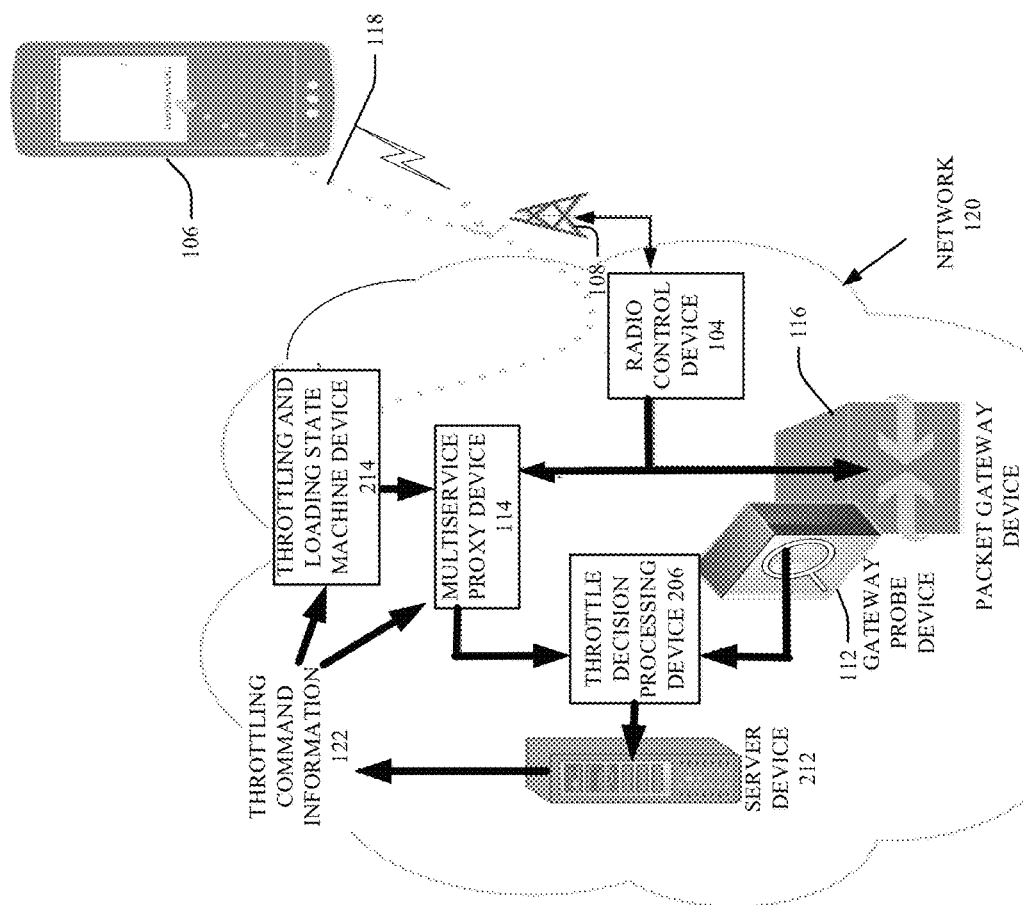 106
118
108
RADIO
CONTROL
DEVICE
104
NETWORK
120
THROTTLING AND
LOADING STATE
MACHINE DEVICE
214
MULTISERVICE
PROXY DEVICE
114
116
PACKET GATEWAY
DEVICE
THROTTLE
DECISION
PROCESSING
DEVICE 206
112
GATEWAY
PROBE
DEVICE
THROTTLING
COMMAND
INFORMATION
122
SERVER
DEVICE
212